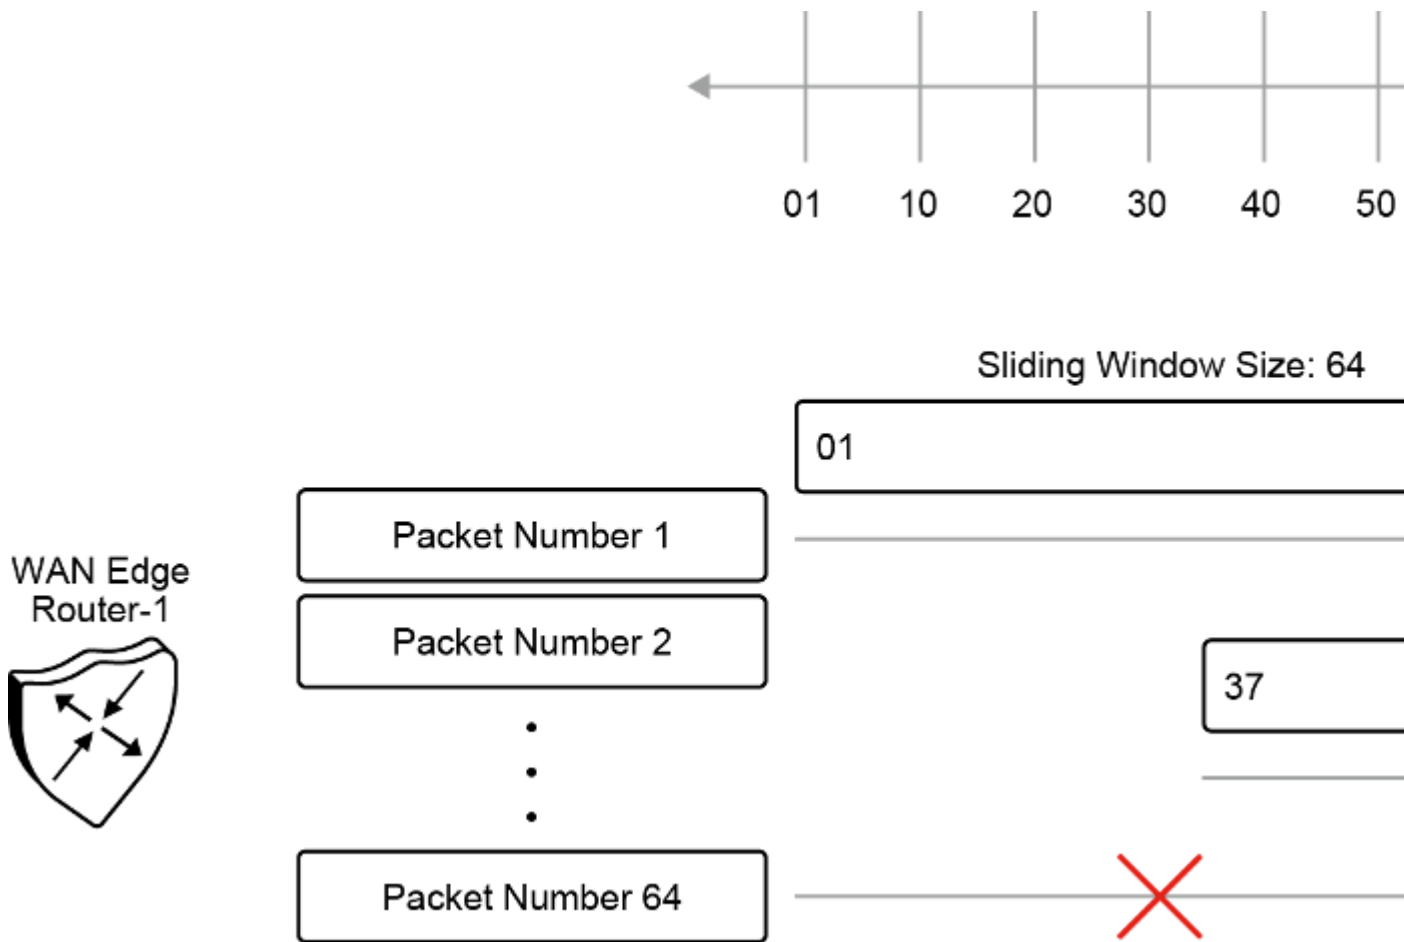 01 10 20 30 40 50
Sliding Window Size: 64
01
Packet Number 1
WAN Edge
Router-1
Packet Number 2
37
Packet Number 64